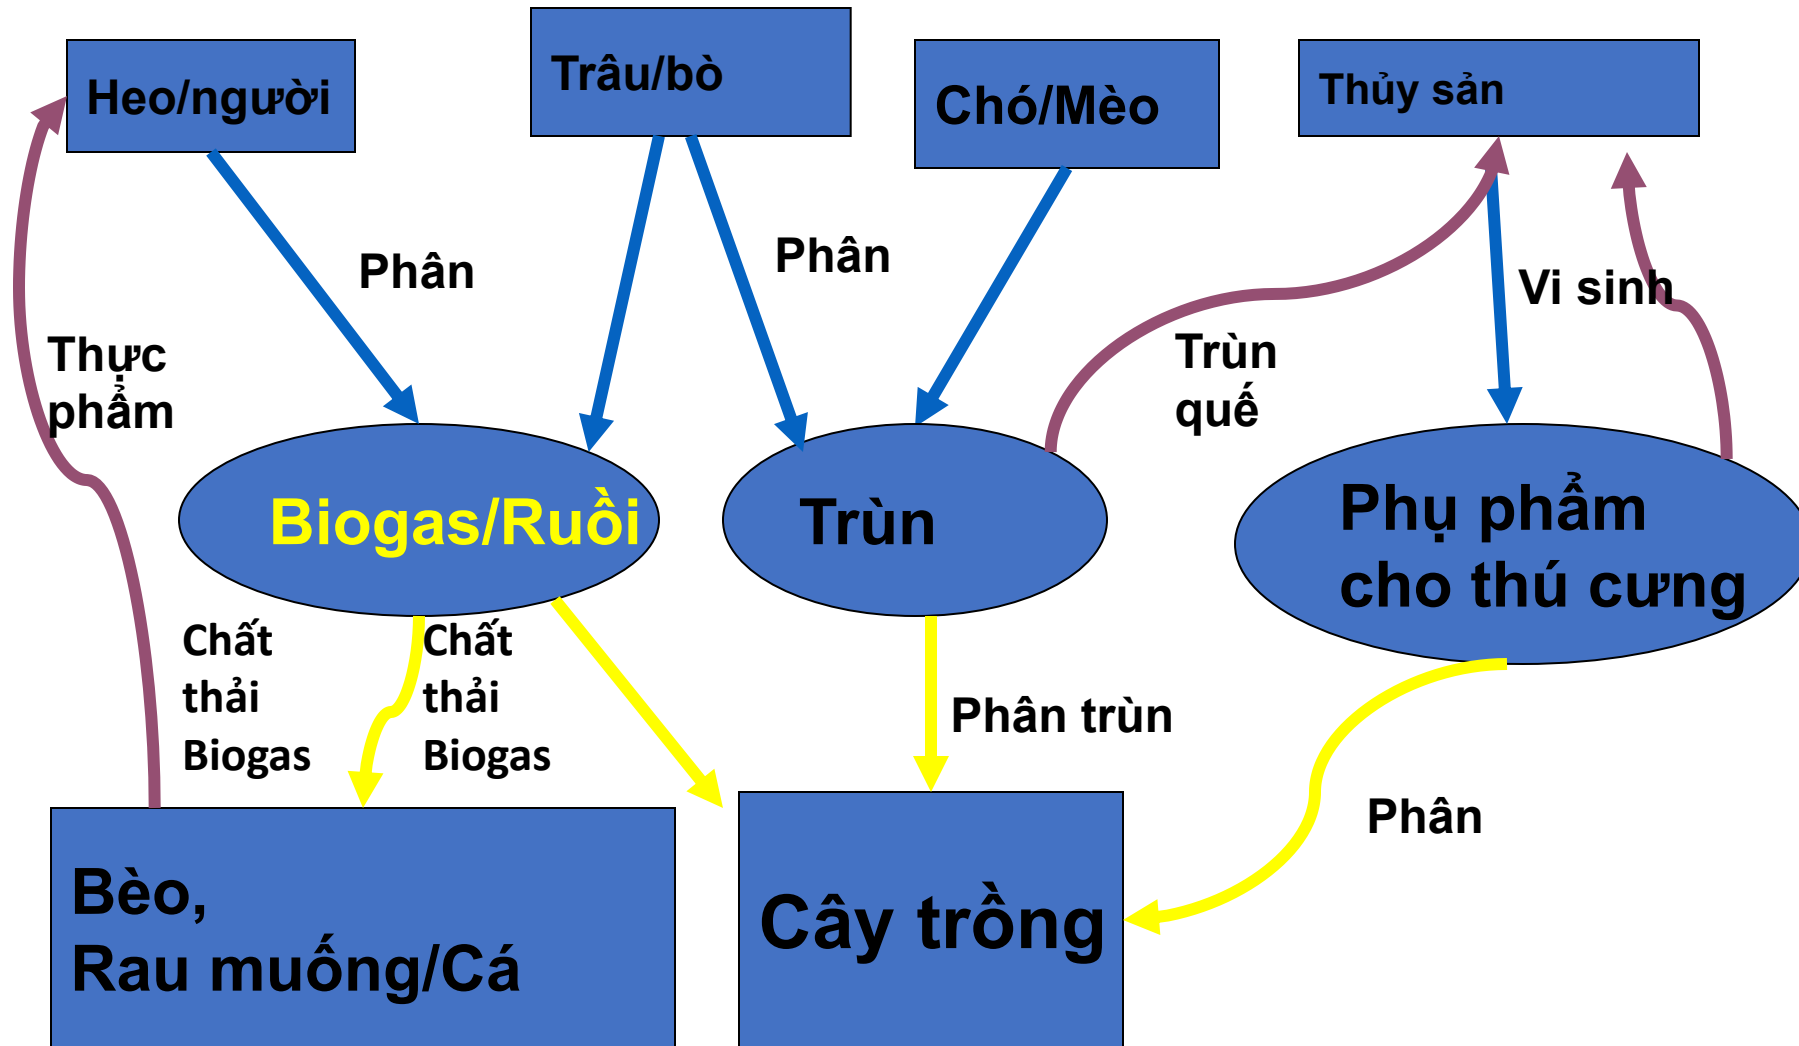 Heo/người
Trâu/bò
Chó/Mèo
Thủy sản
Phân
Phân
Vi sinh
Thực
phẩm
Trùn
quế
Biogas/Ruồi
Trùn
Phụ phẩm
cho thú cưng
Chất
thải
Biogas
Chất
thải
Biogas
Phân trùn
Phân
Bèo,
Rau muống/Cá
Cây trồng